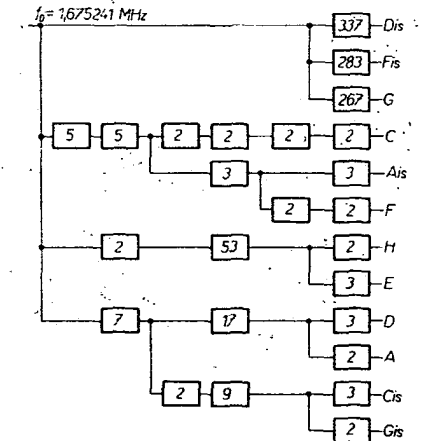 f₀= 1,675241 MHz
337 Dis
283 Fis
267 G
5 5 2 2 2 2 C
3 3 Ais
2 2 F
2 53 2 H
3 E
7 17 3 D
2 A
2 9 3 Cis
2 Gis